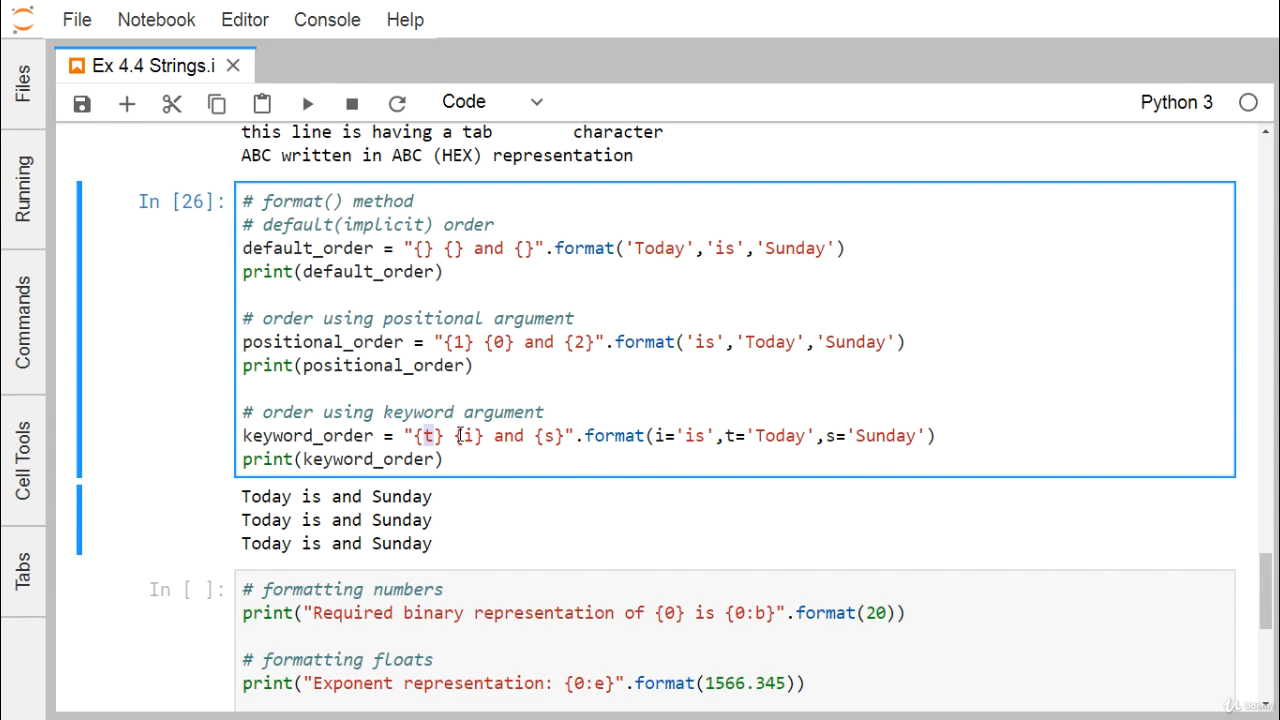 File Notebook Editor Console Help
Ex 4.4 Strings.i
Code
Python 3
Files
Running
Commands
Cell Tools
Tabs
this line is having a tab character
ABC written in ABC (HEX) representation
In [26]:
# format() method
# default(implicit) order
default_order = "{} {} and {}".format('Today','is','Sunday')
print(default_order)
# order using positional argument
positional_order = "{1} {0} and {2}".format('is','Today','Sunday')
print(positional_order)
# order using keyword argument
keyword_order = "{t} {i} and {s}".format(i='is',t='Today',s='Sunday')
print(keyword_order)
Today is and Sunday
Today is and Sunday
Today is and Sunday
In [ ]:
# formatting numbers
print("Required binary representation of {0} is {0:b}".format(20))
# formatting floats
print("Exponent representation: {0:e}".format(1566.345))
Udemy